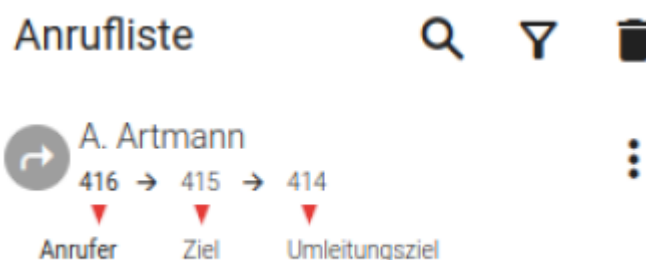 Anrufliste
A. Artmann
416 → 415 → 414
Anrufer Ziel Umleitungsziel